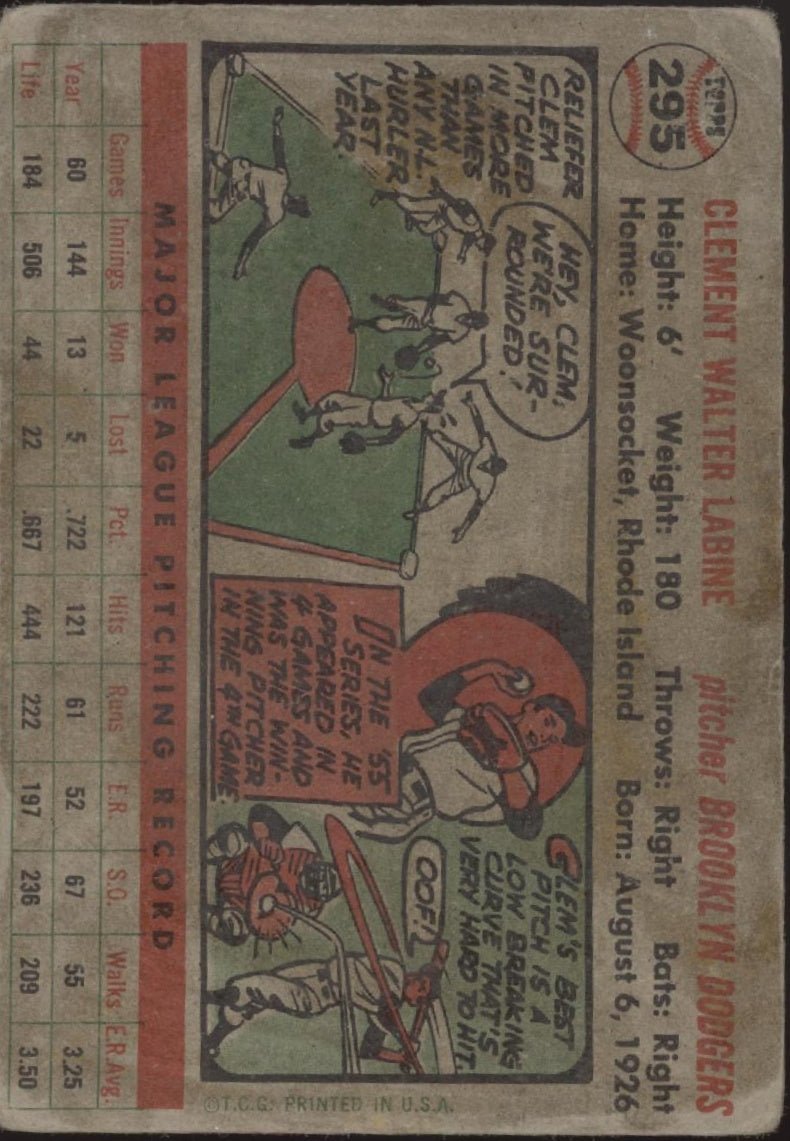 TOPPS
295
CLEMENT WALTER LABINE pitcher BROOKLYN DODGERS
Height: 6' Weight: 180 Throws: Right Bats: Right
Home: Woonsocket, Rhode Island Born: August 6, 1926
RELIEFER
CLEM
PITCHED
IN MORE
GAMES
THAN
ANY N.L.
HURLER
LAST
YEAR.
HEY, CLEM,
WE'RE SUR-
ROUNDED!
IN THE '55
SERIES, HE
APPEARED IN
4 GAMES AND
WAS THE WIN-
NING PITCHER
IN THE 4TH GAME.
CLEM'S BEST
PITCH IS A
LOW BREAKING
CURVE THAT'S
VERY HARD TO HIT.
OOF!
MAJOR LEAGUE PITCHING RECORD
Games Innings Won Lost Pct. Hits Runs E.R. S.O. Walks E.R.Avg.
Year 60 144 13 5 .722 121 61 52 67 55 3.25
Life 184 506 44 22 .667 444 222 197 236 209 3.50
©T.C.G. PRINTED IN U.S.A.